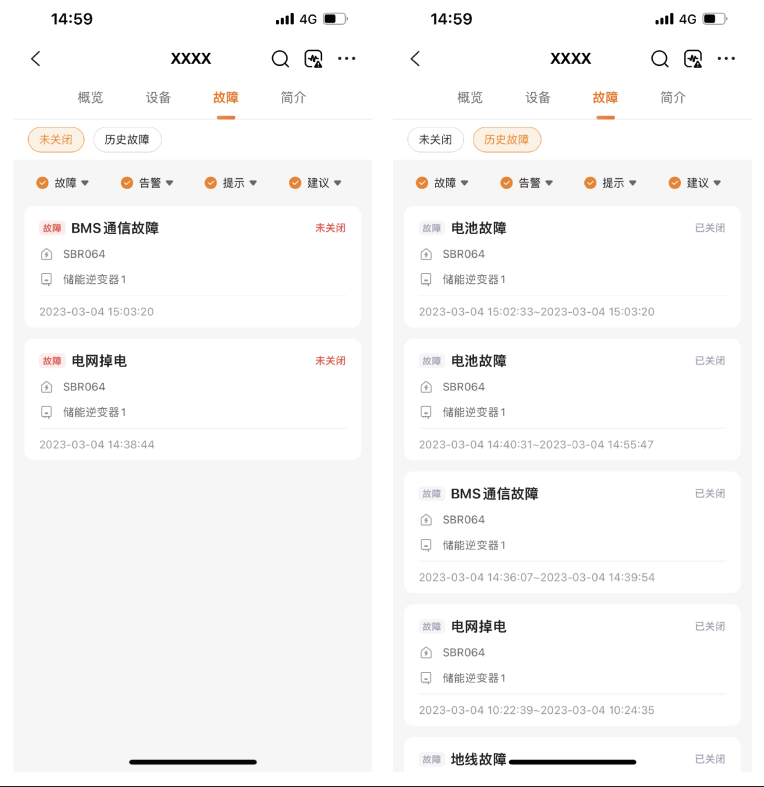 14:59
4G
XXXX
概览 设备 故障 简介
未关闭 历史故障
故障 告警 提示 建议
故障 BMS通信故障 未关闭
SBR064
储能逆变器1
2023-03-04 15:03:20
故障 电网掉电 未关闭
SBR064
储能逆变器1
2023-03-04 14:38:44
14:59
4G
XXXX
概览 设备 故障 简介
未关闭 历史故障
故障 告警 提示 建议
故障 电池故障 已关闭
SBR064
储能逆变器1
2023-03-04 15:02:33~2023-03-04 15:03:20
故障 电池故障 已关闭
SBR064
储能逆变器1
2023-03-04 14:40:31~2023-03-04 14:55:47
故障 BMS通信故障 已关闭
SBR064
储能逆变器1
2023-03-04 14:36:07~2023-03-04 14:39:54
故障 电网掉电 已关闭
SBR064
储能逆变器1
2023-03-04 10:22:39~2023-03-04 10:24:35
故障 地线故障 已关闭